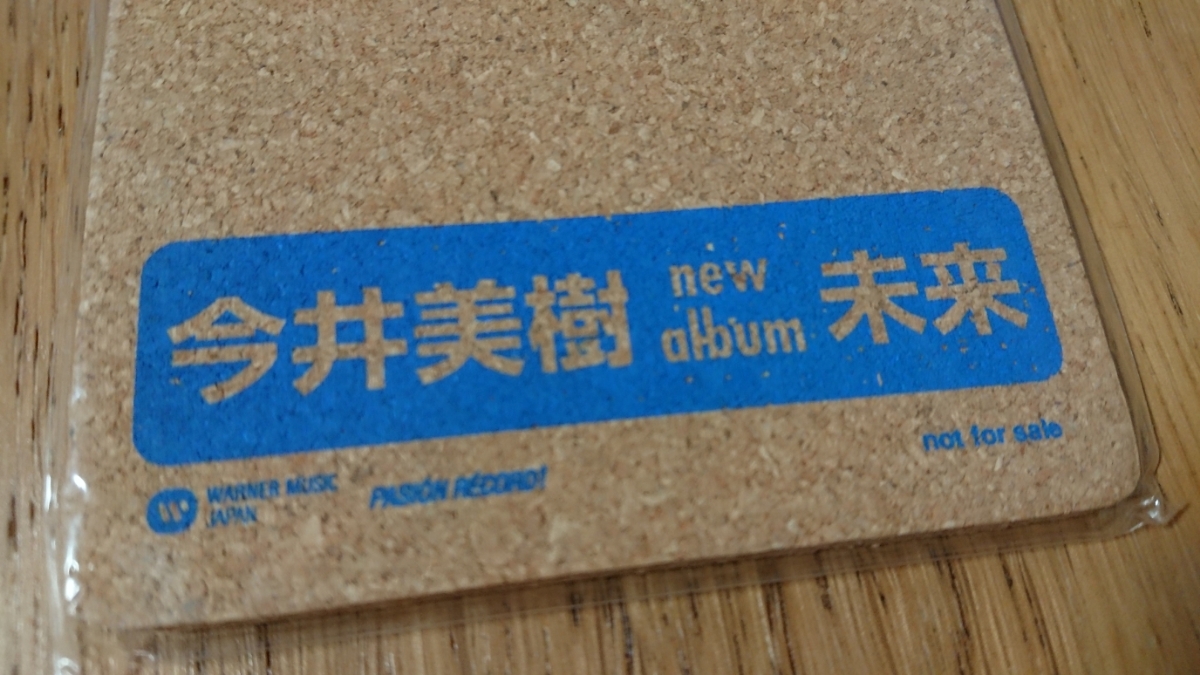 今井美樹 new album 未来
not for sale
WARNER MUSIC
JAPAN
PASIÓN RÉCORD!